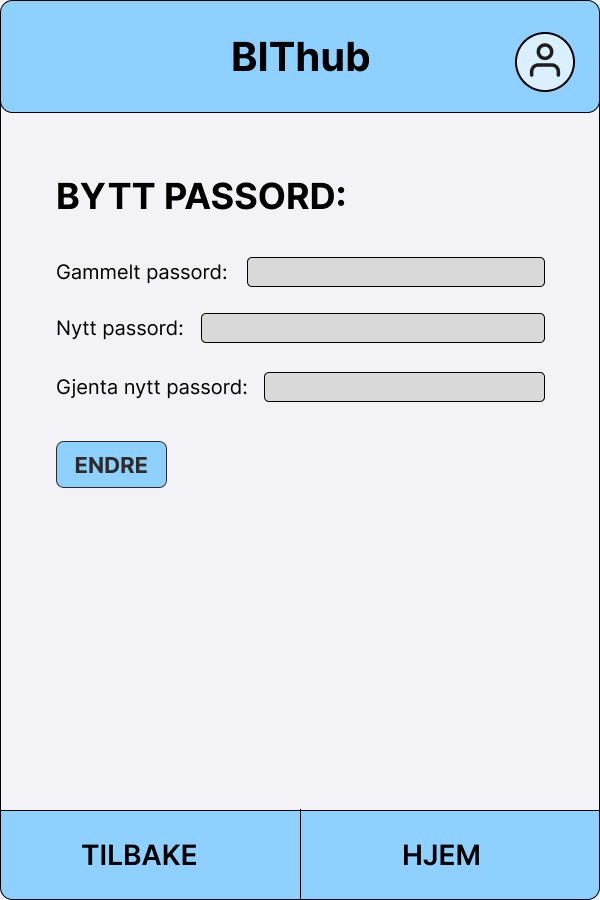 BIThub
BYTT PASSORD:
Gammelt passord:
Nytt passord:
Gjenta nytt passord:
ENDRE
TILBAKE
HJEM